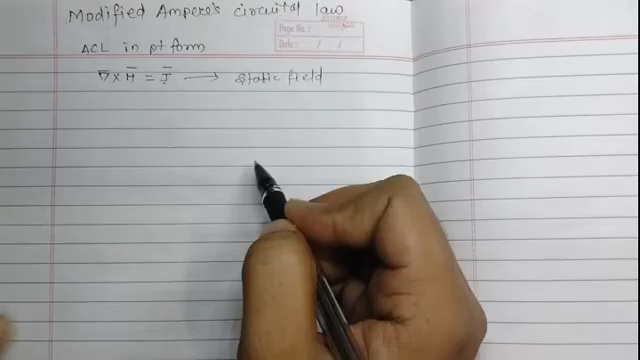 Modified Ampere's circuital law
Page No.:
Date: / /
ACL in pt form
∇̄ × H̄ = J̄ → Static field